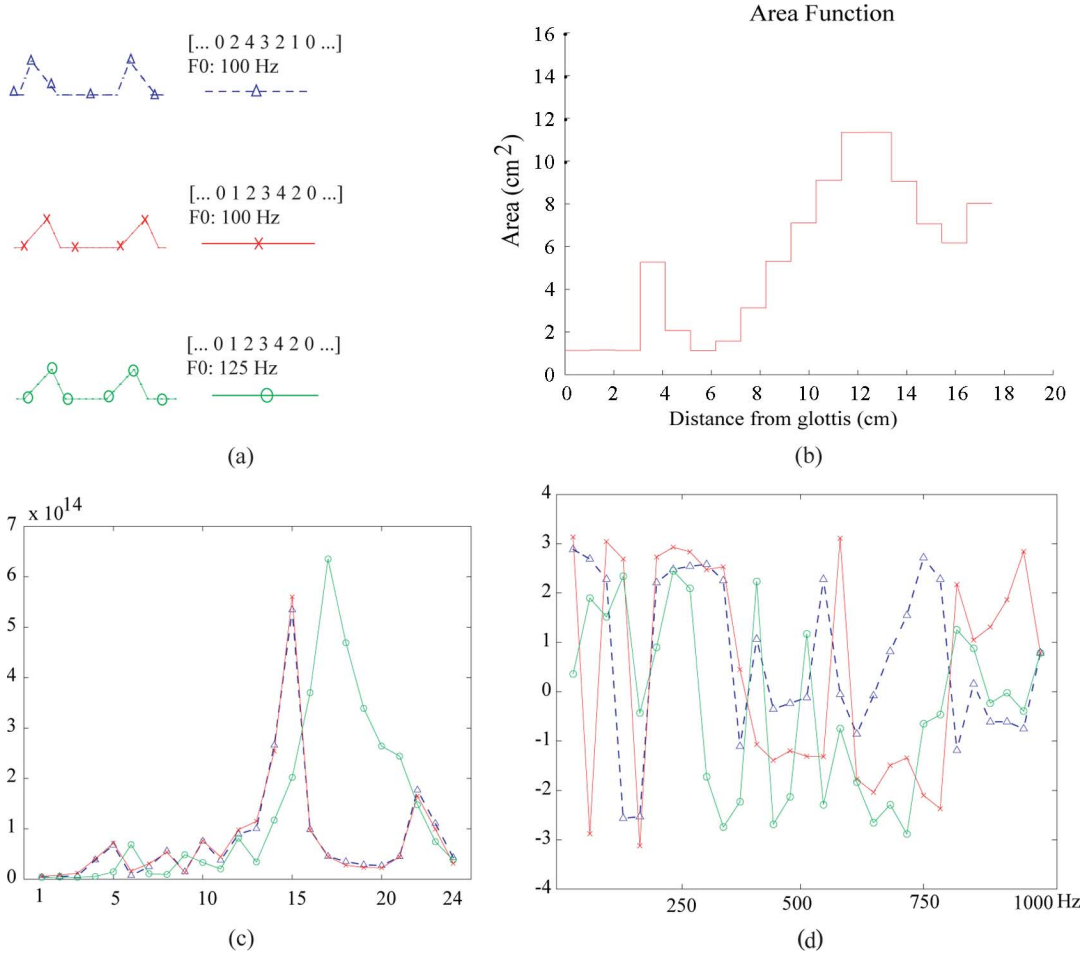 [... 0 2 4 3 2 1 0 ...]
F0: 100 Hz
[... 0 1 2 3 4 2 0 ...]
F0: 100 Hz
[... 0 1 2 3 4 2 0 ...]
F0: 125 Hz
(a)
Area Function
Area (cm²)
16
14
12
10
8
6
4
2
0
0 2 4 6 8 10 12 14 16 18 20
Distance from glottis (cm)
(b)
x 10¹⁴
7
6
5
4
3
2
1
0
1 5 10 15 20 24
(c)
4
3
2
1
0
-1
-2
-3
-4
250 500 750 1000 Hz
(d)